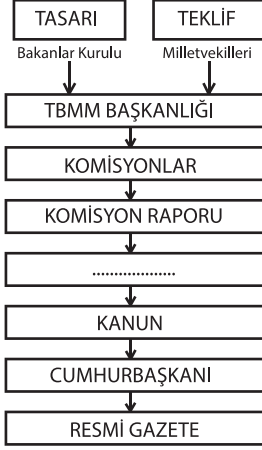 TASARI
TEKLİF
Bakanlar Kurulu
Milletvekilleri
TBMM BAŞKANLIĞI
KOMİSYONLAR
KOMİSYON RAPORU
...................
KANUN
CUMHURBAŞKANI
RESMİ GAZETE